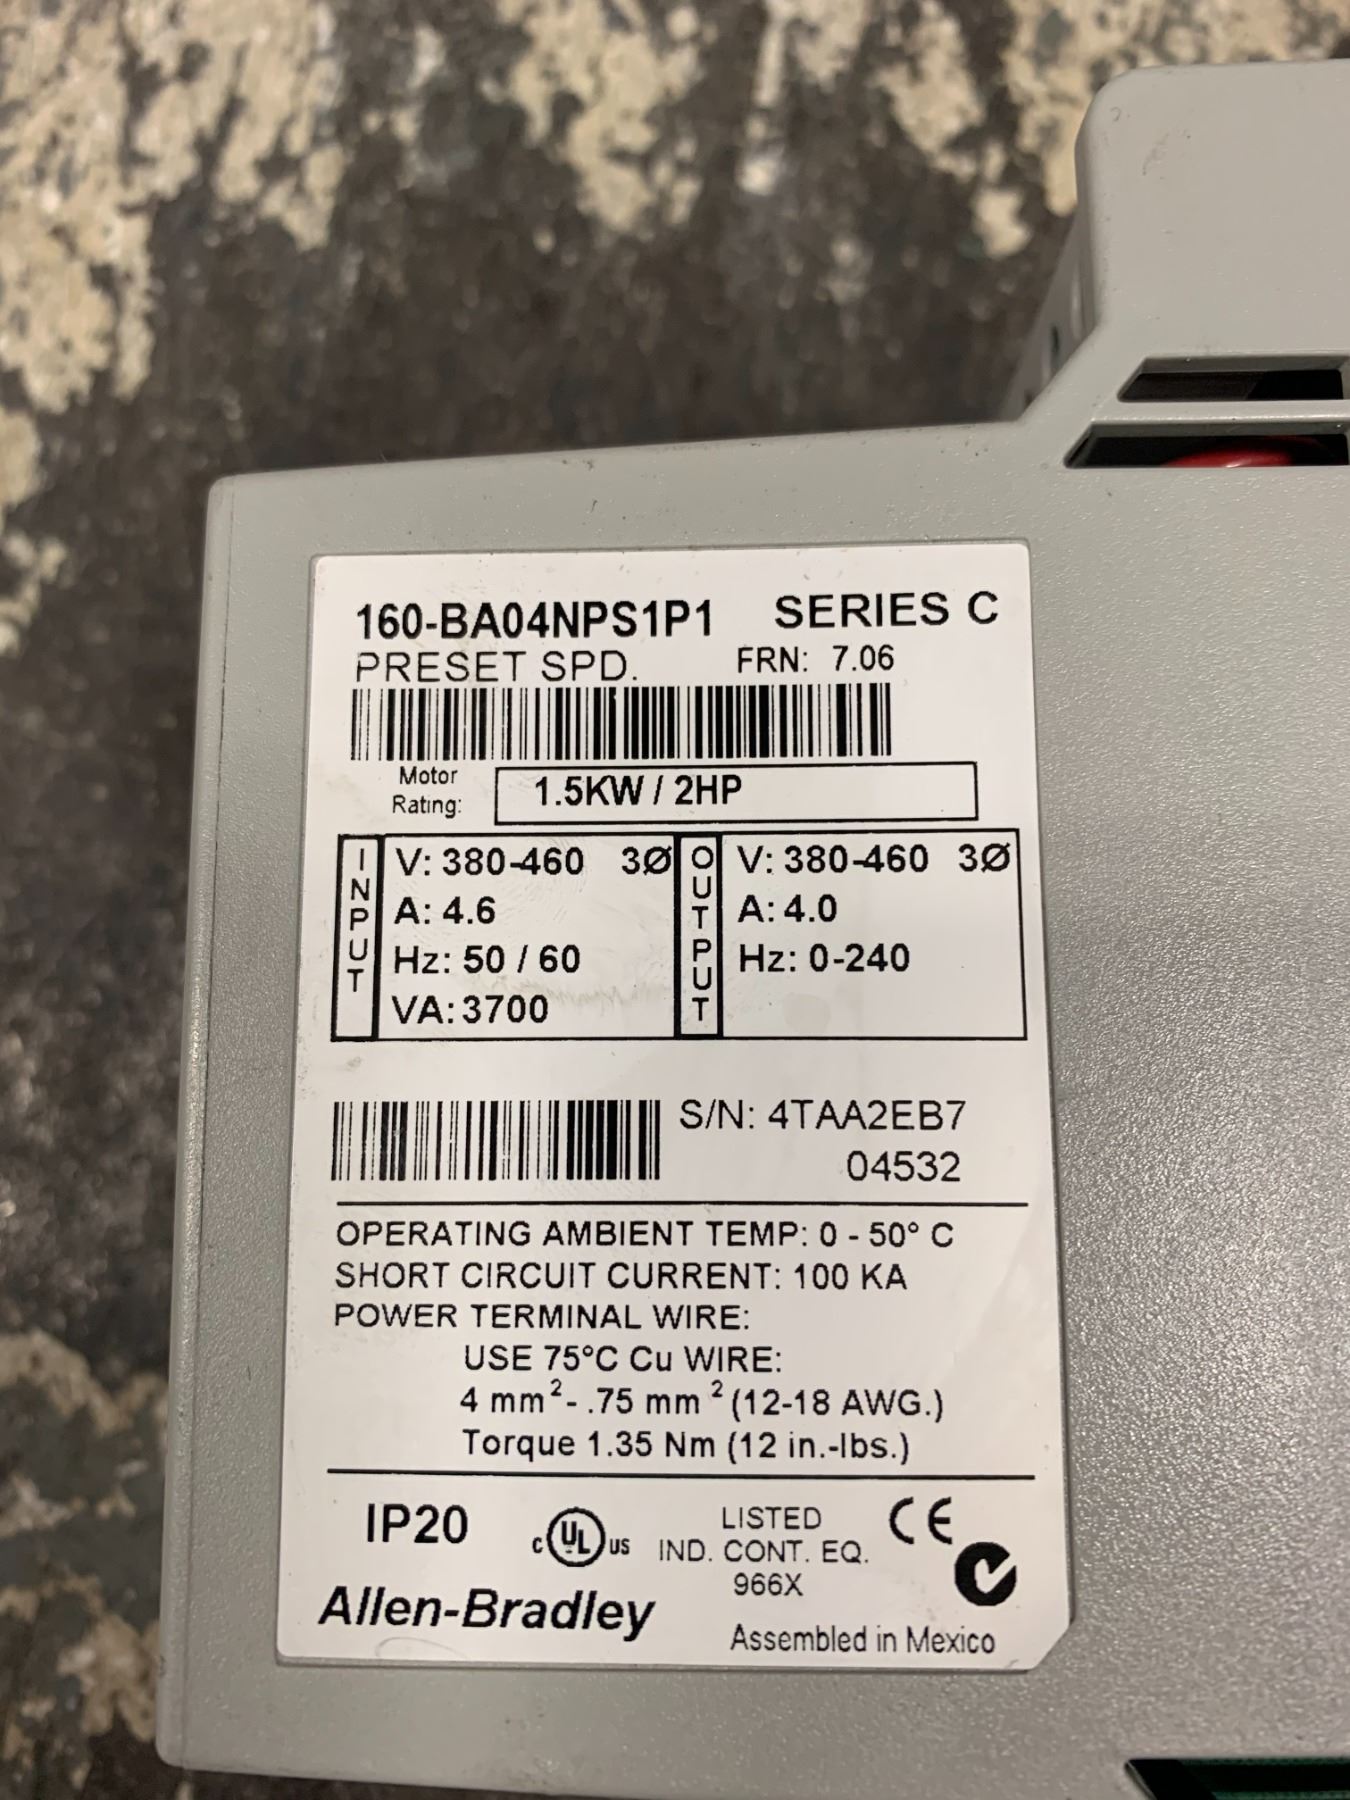 160-BA04NPS1P1 SERIES C
PRESET SPD. FRN: 7.06
Motor Rating: 1.5KW / 2HP
INPUT
V: 380-460 3Ø
A: 4.6
Hz: 50 / 60
VA: 3700
OUTPUT
V: 380-460 3Ø
A: 4.0
Hz: 0-240
S/N: 4TAA2EB7
04532
OPERATING AMBIENT TEMP: 0 - 50° C
SHORT CIRCUIT CURRENT: 100 KA
POWER TERMINAL WIRE:
USE 75°C Cu WIRE:
4 mm² - .75 mm ² (12-18 AWG.)
Torque 1.35 Nm (12 in.-lbs.)
IP20
c UL us
LISTED
IND. CONT. EQ.
966X
CE
Allen-Bradley
Assembled in Mexico